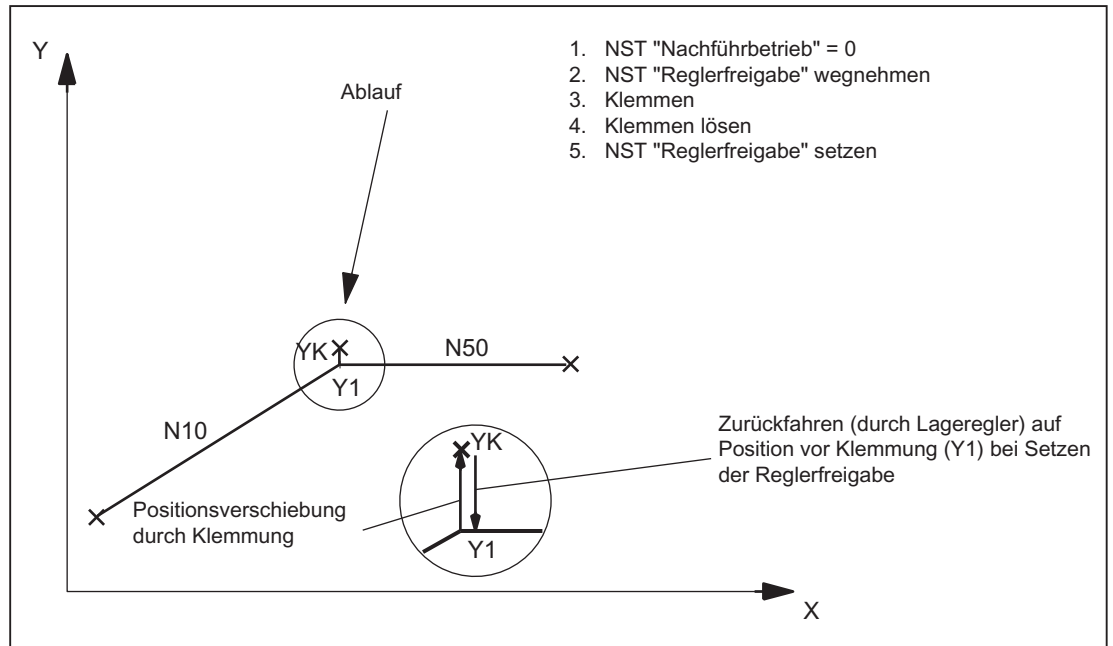 Y
1. NST "Nachführbetrieb" = 0
2. NST "Reglerfreigabe" wegnehmen
3. Klemmen
4. Klemmen lösen
5. NST "Reglerfreigabe" setzen
Ablauf
YK
N50
Y1
N10
Zurückfahren (durch Lageregler) auf
Position vor Klemmung (Y1) bei Setzen
der Reglerfreigabe
YK
Positionsverschiebung
durch Klemmung
Y1
X